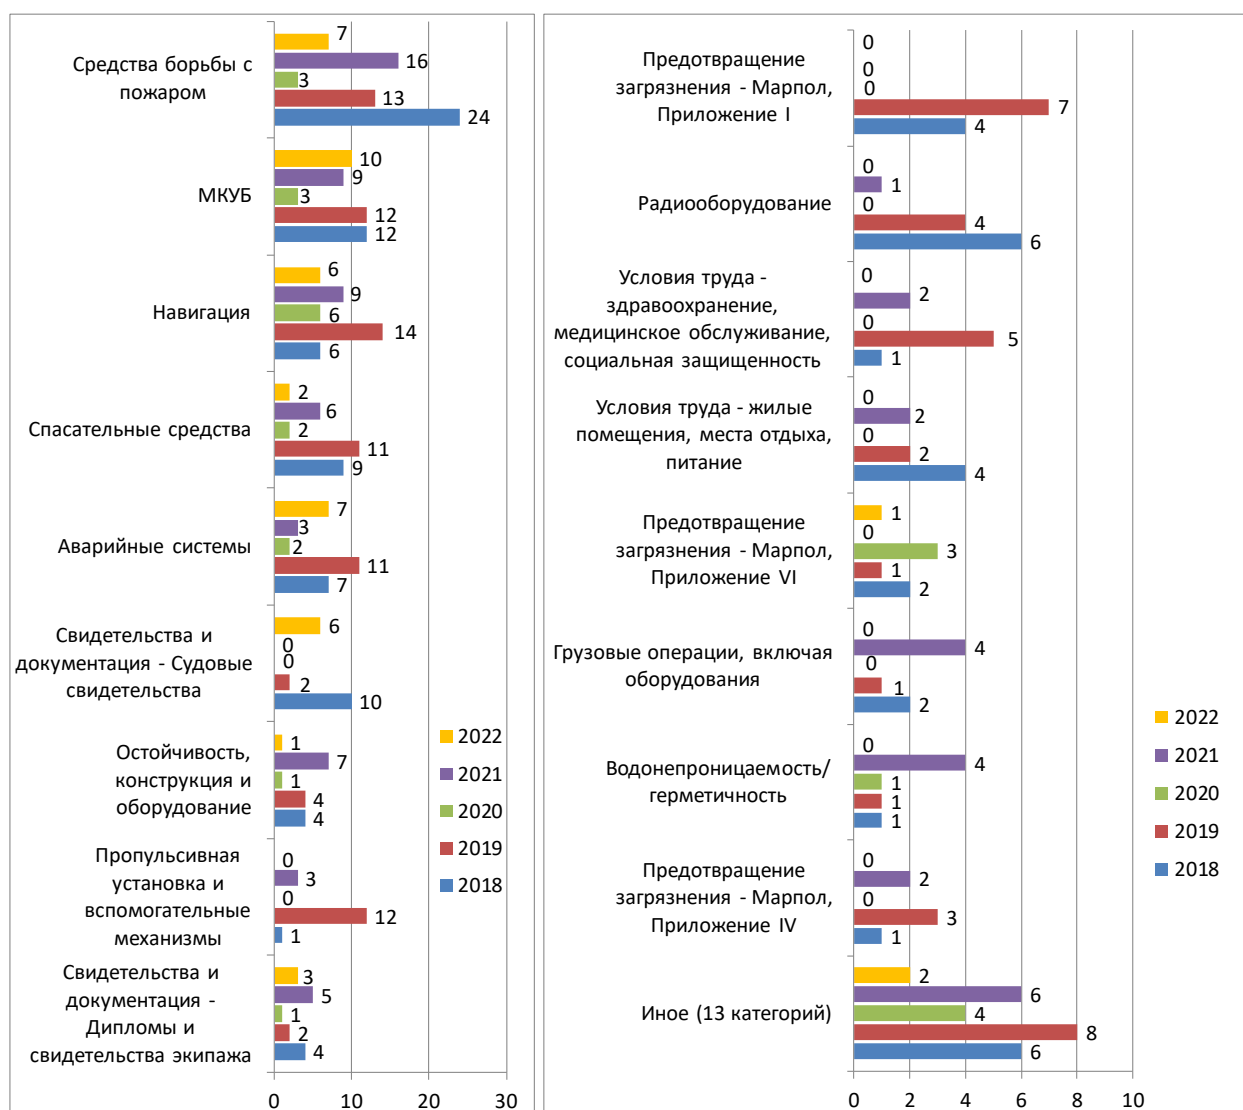 Средства борьбы с
пожаром
7
16
3
13
24
МКУБ
10
9
3
12
12
Навигация
6
9
6
14
6
Спасательные средства
2
6
2
11
9
Аварийные системы
7
3
2
11
7
Свидетельства и
документация - Судовые
свидетельства
6
0
0
2
10
Остойчивость,
конструкция и
оборудование
1
7
1
4
4
Пропульсивная
установка и
вспомогательные
механизмы
0
3
0
12
1
Свидетельства и
документация -
Дипломы и
свидетельства экипажа
3
5
1
2
4
2022
2021
2020
2019
2018
0 10 20 30
Предотвращение
загрязнения - Марпол,
Приложение I
0
0
0
7
4
Радиооборудование
0
1
0
4
6
Условия труда -
здравоохранение,
медицинское обслуживание,
социальная защищенность
0
2
0
5
1
Условия труда - жилые
помещения, места отдыха,
питание
0
2
0
2
4
Предотвращение
загрязнения - Марпол,
Приложение VI
1
0
3
1
2
Грузовые операции, включая
оборудования
0
4
0
1
2
Водонепроницаемость/
герметичность
0
4
1
1
1
Предотвращение
загрязнения - Марпол,
Приложение IV
0
2
0
3
1
Иное (13 категорий)
2
6
4
8
6
2022
2021
2020
2019
2018
0 2 4 6 8 10